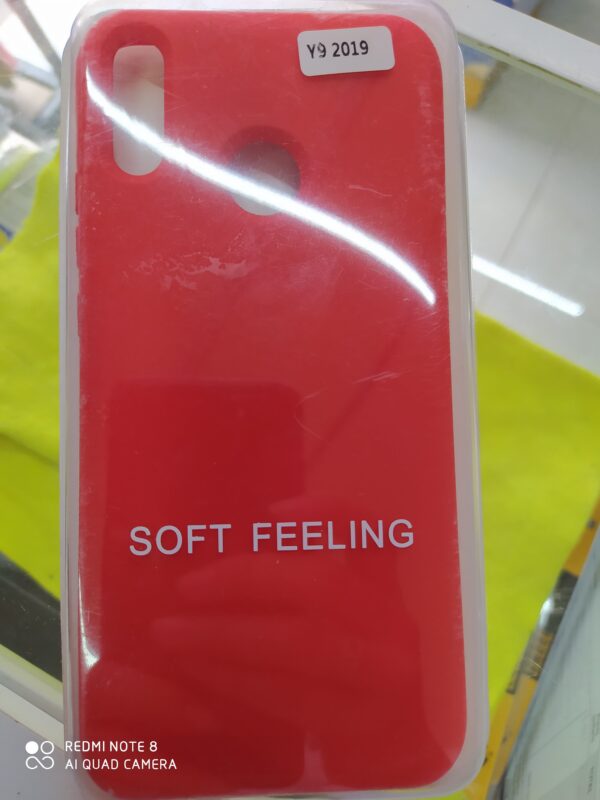 Y9 2019
SOFT FEELING
REDMI NOTE 8
AI QUAD CAMERA